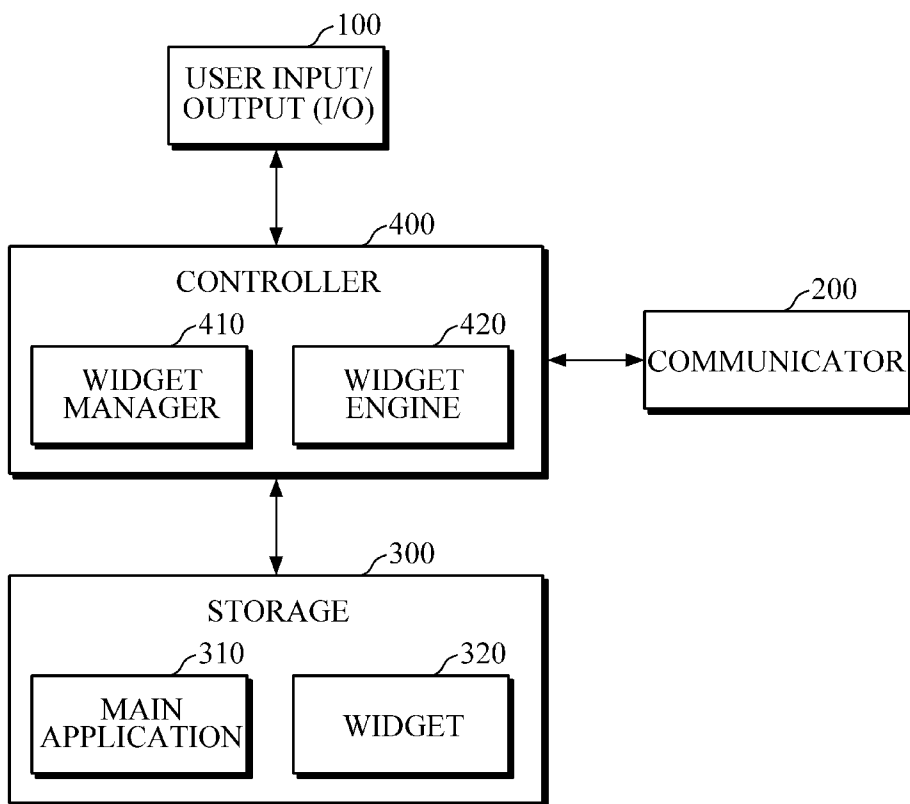 100
USER INPUT/
OUTPUT (I/O)
400
CONTROLLER
410
WIDGET
MANAGER
420
WIDGET
ENGINE
200
COMMUNICATOR
300
STORAGE
310
MAIN
APPLICATION
320
WIDGET